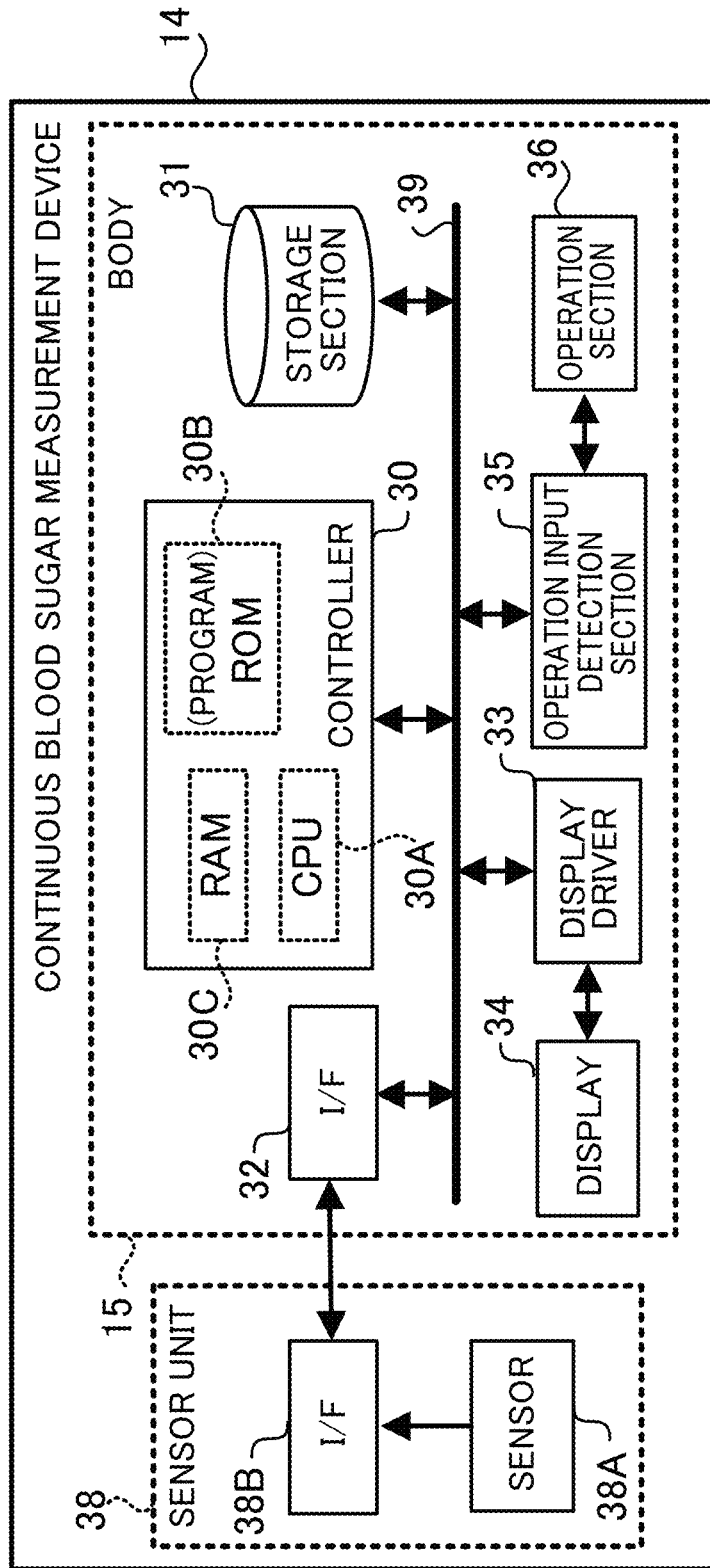 CONTINUOUS BLOOD SUGAR MEASUREMENT DEVICE
14
15
BODY
38
SENSOR UNIT
38B
I/F
SENSOR
38A
32
I/F
30C
RAM
CPU
30A
(PROGRAM)
ROM
30B
CONTROLLER
30
31
STORAGE
SECTION
39
34
DISPLAY
33
DISPLAY
DRIVER
35
OPERATION INPUT
DETECTION
SECTION
36
OPERATION
SECTION